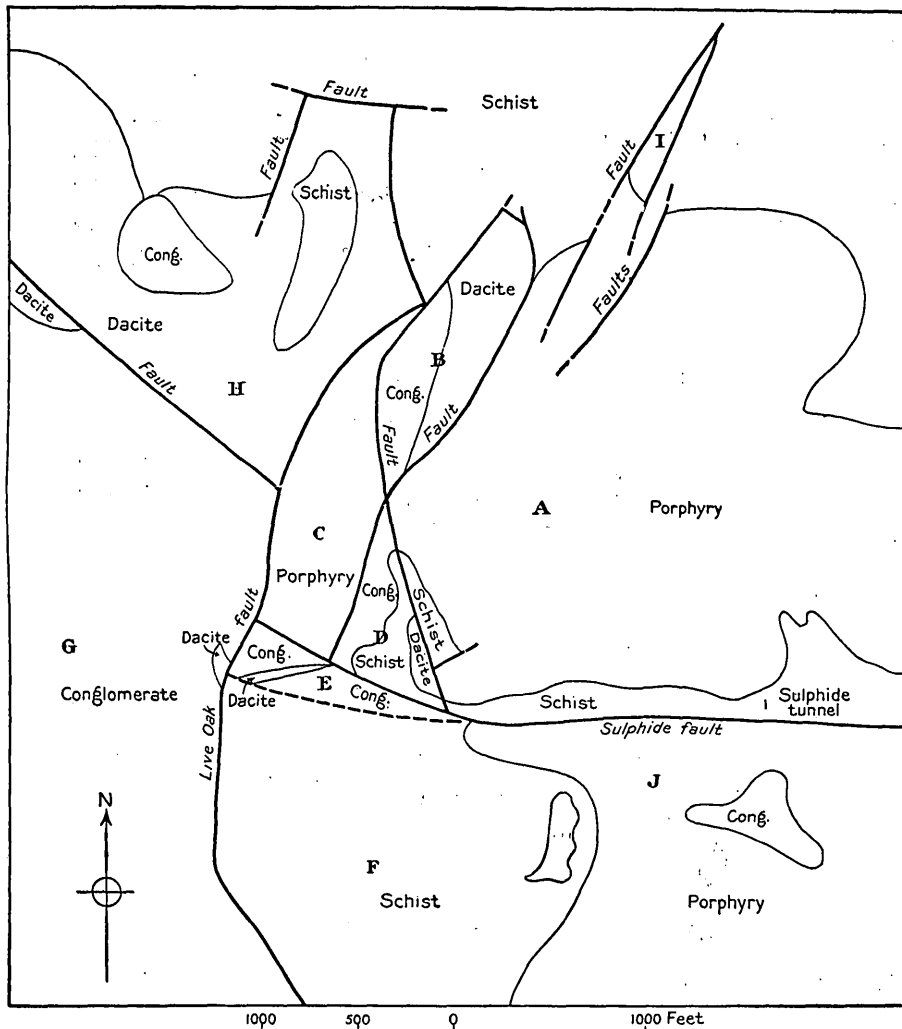 Fault
Schist
Fault
Fault
I
Schist
Cong.
Dacite
Faults
Dacite
Dacite
B
Fault
H
Cong.
Fault
Fault
A
Porphyry
C
Porphyry
Cong.
Schist
fault
D
Dacite
G
Cong.
Schist
Dacite
E
Conglomerate
Dacite
Cong.
Schist
Sulphide
tunnel
Live Oak
Sulphide fault
J
N
Cong.
F
Schist
Porphyry
1000 500 0 1000 Feet